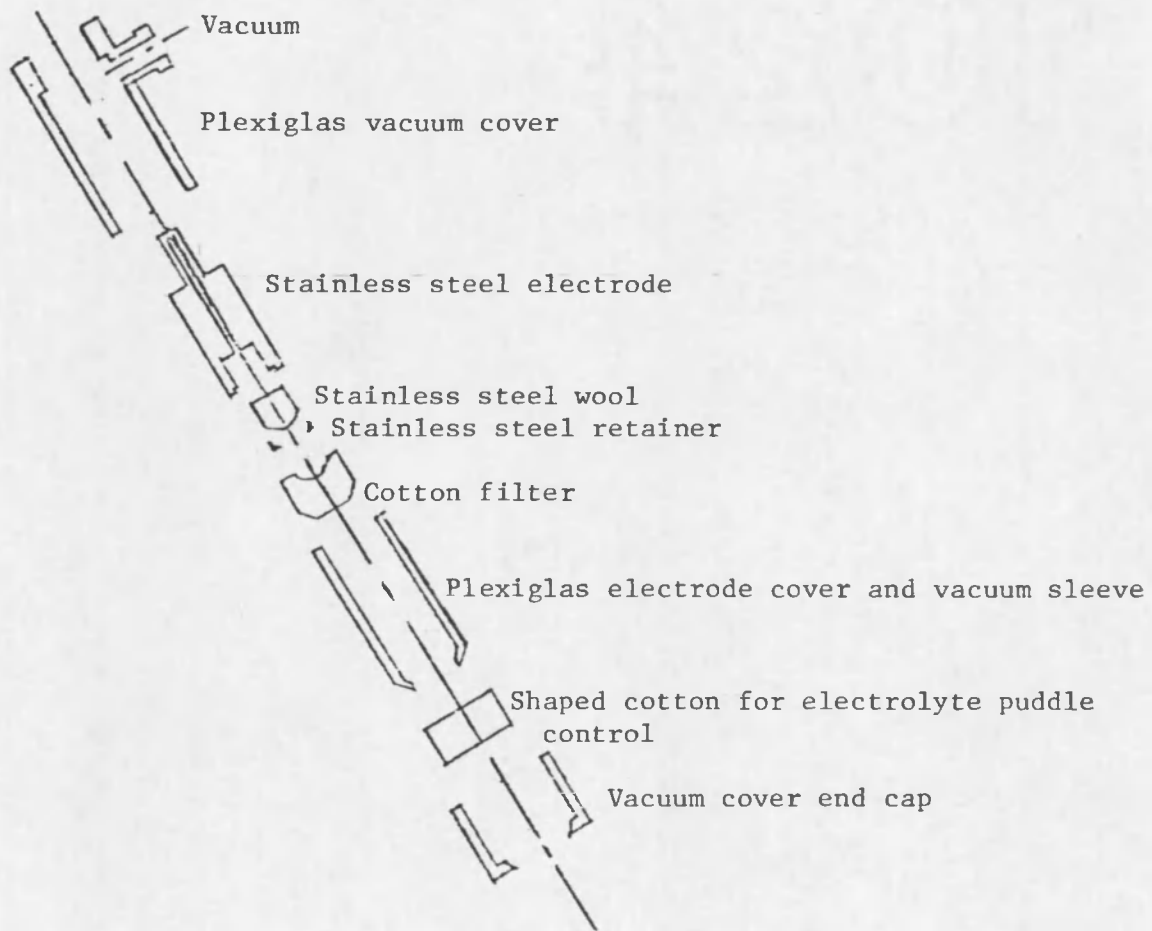 Vacuum
Plexiglas vacuum cover
Stainless steel electrode
Stainless steel wool
Stainless steel retainer
Cotton filter
Plexiglas electrode cover and vacuum sleeve
Shaped cotton for electrolyte puddle
control
Vacuum cover end cap